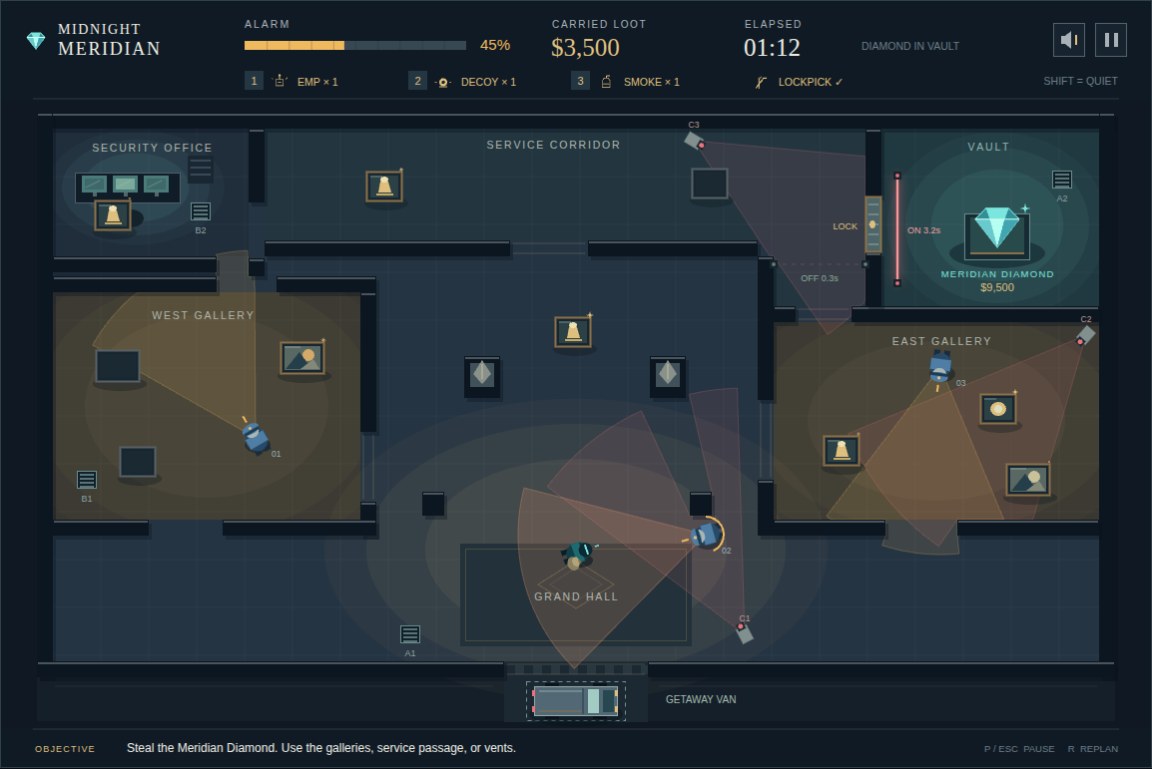 MIDNIGHT
MERIDIAN
ALARM
45%
CARRIED LOOT
$3,500
ELAPSED
01:12
DIAMOND IN VAULT
1 EMP × 1
2 DECOY × 1
3 SMOKE × 1
LOCKPICK ✓
SHIFT = QUIET
C3
SECURITY OFFICE
SERVICE CORRIDOR
VAULT
A2
B2
LOCK
ON 3.2s
MERIDIAN DIAMOND
$9,500
OFF 0.3s
WEST GALLERY
C2
EAST GALLERY
03
01
B1
02
GRAND HALL
C1
A1
GETAWAY VAN
OBJECTIVE
Steal the Meridian Diamond. Use the galleries, service passage, or vents.
P / ESC PAUSE R REPLAN